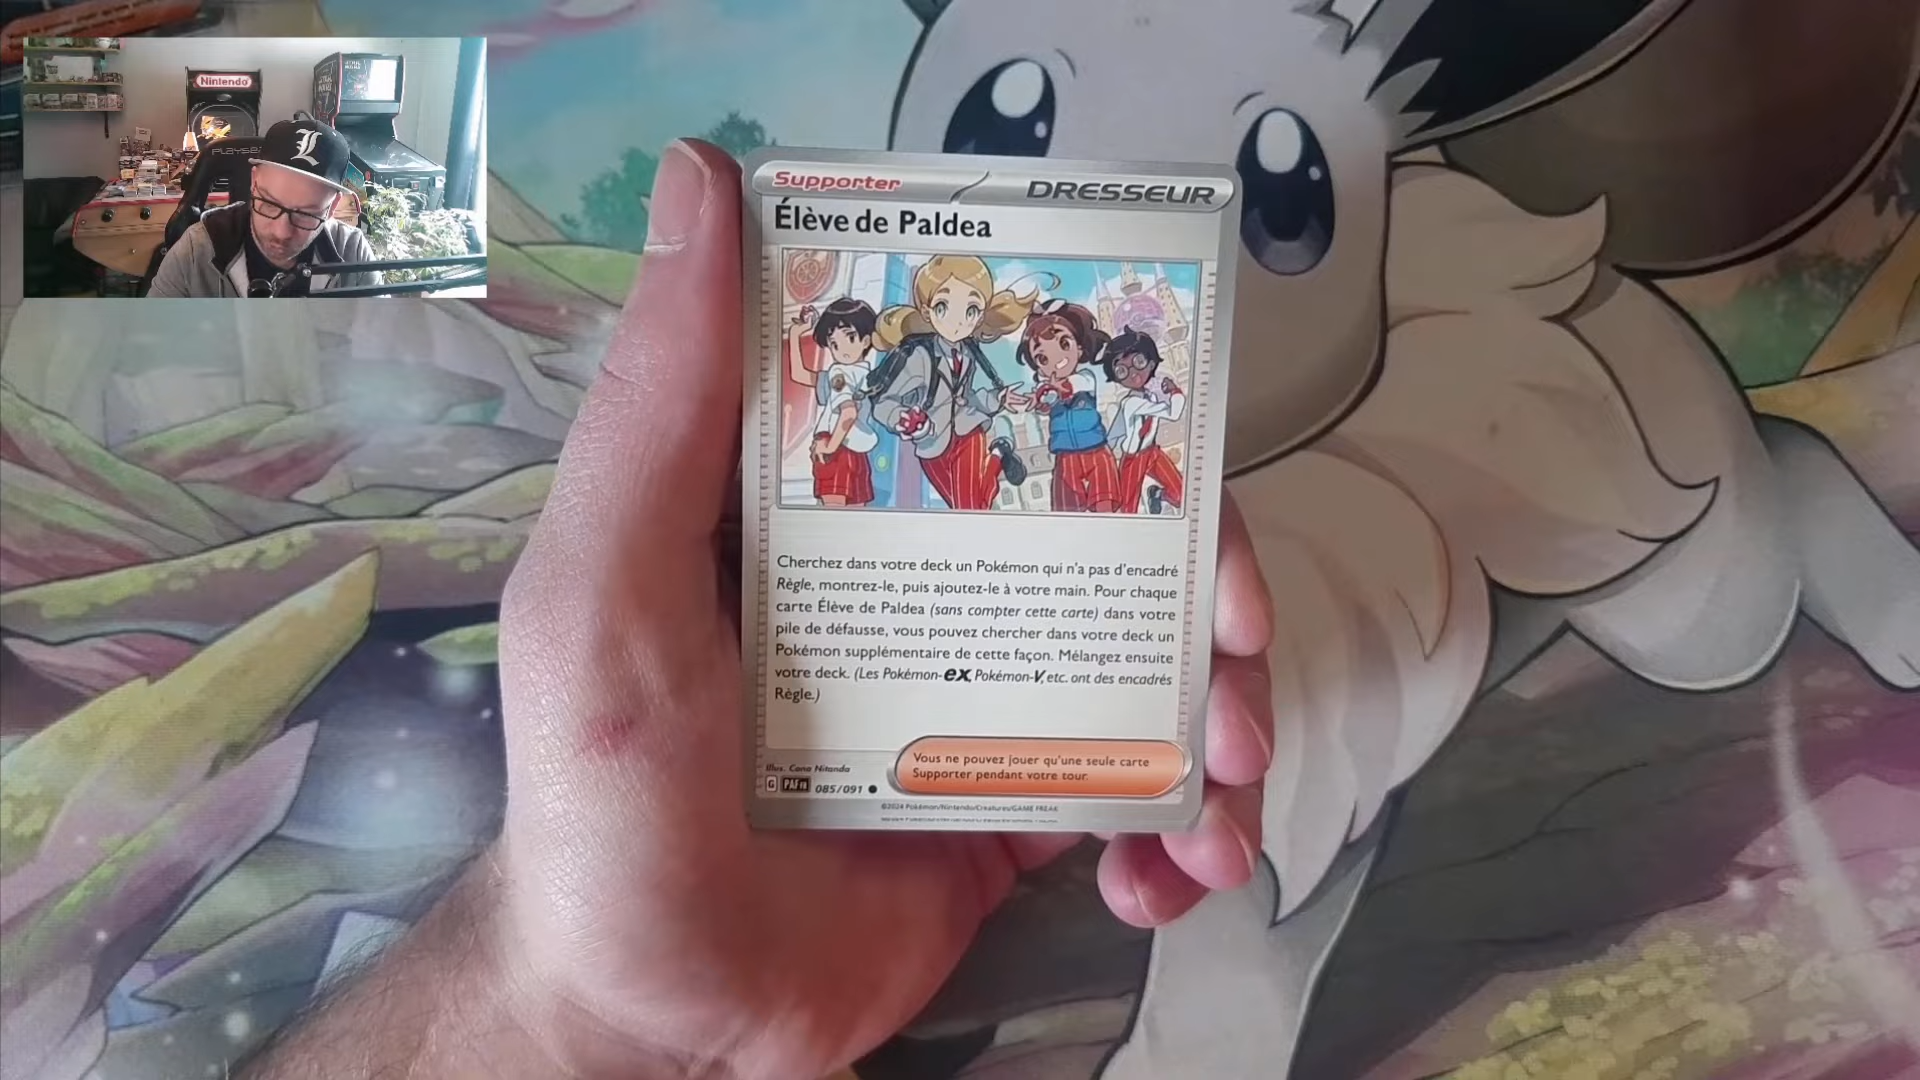 Nintendo
L
Supporter
DRESSEUR
Élève de Paldea
Cherchez dans votre deck un Pokémon qui n'a pas d'encadré
Règle, montrez-le, puis ajoutez-le à votre main. Pour chaque
carte Élève de Paldea (sans compter cette carte) dans votre
pile de défausse, vous pouvez chercher dans votre deck un
Pokémon supplémentaire de cette façon. Mélangez ensuite
votre deck. (Les Pokémon-ex, Pokémon-V, etc. ont des encadrés
Règle.)
Vous ne pouvez jouer qu'une seule carte
Supporter pendant votre tour.
Illus. Cona Nitanda
G PAF FR 085/091
©2024 Pokémon/Nintendo/Creatures/GAME FREAK